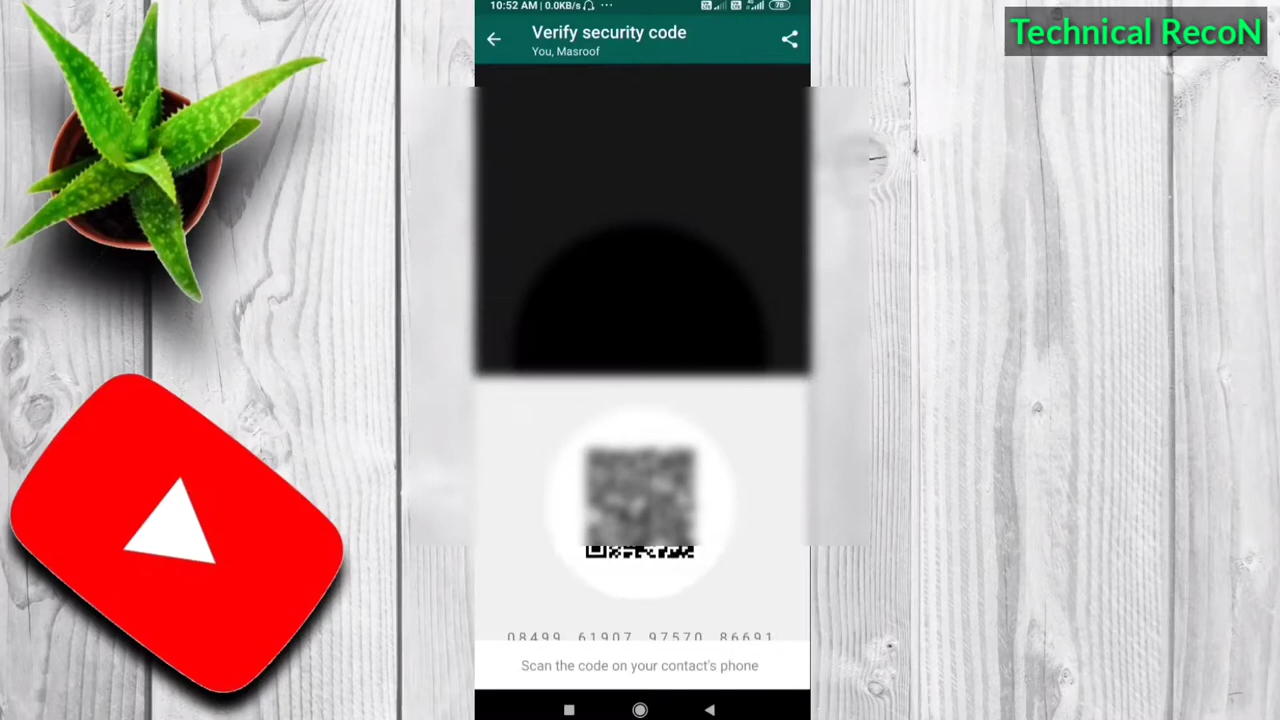 10:52 AM | 0.0KB/s ...
78
Technical RecoN
Verify security code
You, Masroof
08499 61907 97570 86691
Scan the code on your contact's phone